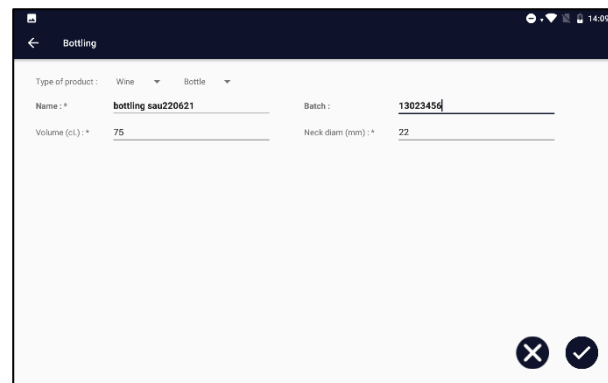 14:09
Bottling
Type of product : Wine Bottle
Name : * bottling sau220621 Batch : 13023456
Volume (cl.) : * 75 Neck diam (mm) : * 22